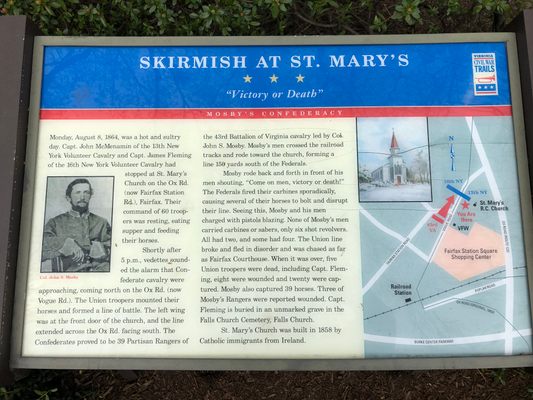 SKIRMISH AT ST. MARY'S
VIRGINIA
CIVIL WAR
TRAILS
"Victory or Death"
MOSBY'S CONFEDERACY
Monday, August 8, 1864, was a hot and sultry
day. Capt. John McMenamin of the 13th New
York Volunteer Cavalry and Capt. James Fleming
of the 16th New York Volunteer Cavalry had
stopped at St. Mary's
Church on the Ox Rd.
(now Fairfax Station
Rd.), Fairfax. Their
command of 60 troop-
ers was resting, eating
supper and feeding
their horses.
Shortly after
5 p.m., vedettes sound-
ed the alarm that Con-
federate cavalry were
Col. John S. Mosby
approaching, coming north on the Ox Rd. (now
Vogue Rd.). The Union troopers mounted their
horses and formed a line of battle. The left wing
was at the front door of the church, and the line
extended across the Ox Rd. facing south. The
Confederates proved to be 39 Partisan Rangers of
the 43rd Battalion of Virginia cavalry led by Col.
John S. Mosby. Mosby's men crossed the railroad
tracks and rode toward the church, forming a
line 150 yards south of the Federals.
Mosby rode back and forth in front of his
men shouting, "Come on men, victory or death!"
The Federals fired their carbines sporadically,
causing several of their horses to bolt and disrupt
their line. Seeing this, Mosby and his men
charged with pistols blazing. None of Mosby's men
carried carbines or sabers, only six shot revolvers.
All had two, and some had four. The Union line
broke and fled in disorder and was chased as far
as Fairfax Courthouse. When it was over, five
Union troopers were dead, including Capt. Flem-
ing, eight were wounded and twenty were cap-
tured. Mosby also captured 39 horses. Three of
Mosby's Rangers were reported wounded. Capt.
Fleming is buried in an unmarked grave in the
Falls Church Cemetery, Falls Church.
St. Mary's Church was built in 1858 by
Catholic immigrants from Ireland.
N
16th NY
13th NY
St. Mary's
R.C. Church
You Are
Here
43rd
VA
VFW
Fairfax Station Square
Shopping Center
Railroad
Station
BURKE CENTER PARKWAY